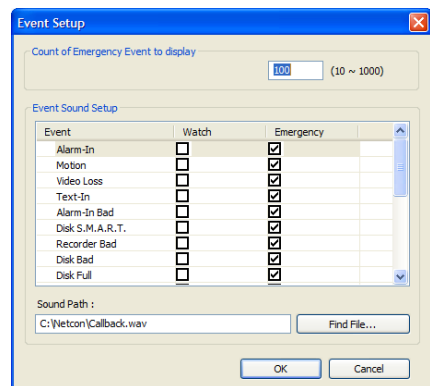 Event Setup
Count of Emergency Event to display
100 (10 ~ 1000)
Event Sound Setup
Event Watch Emergency
Alarm-In
Motion
Video Loss
Text-In
Alarm-In Bad
Disk S.M.A.R.T.
Recorder Bad
Disk Bad
Disk Full
Sound Path :
C:\Netcon\Callback.wav Find File...
OK Cancel